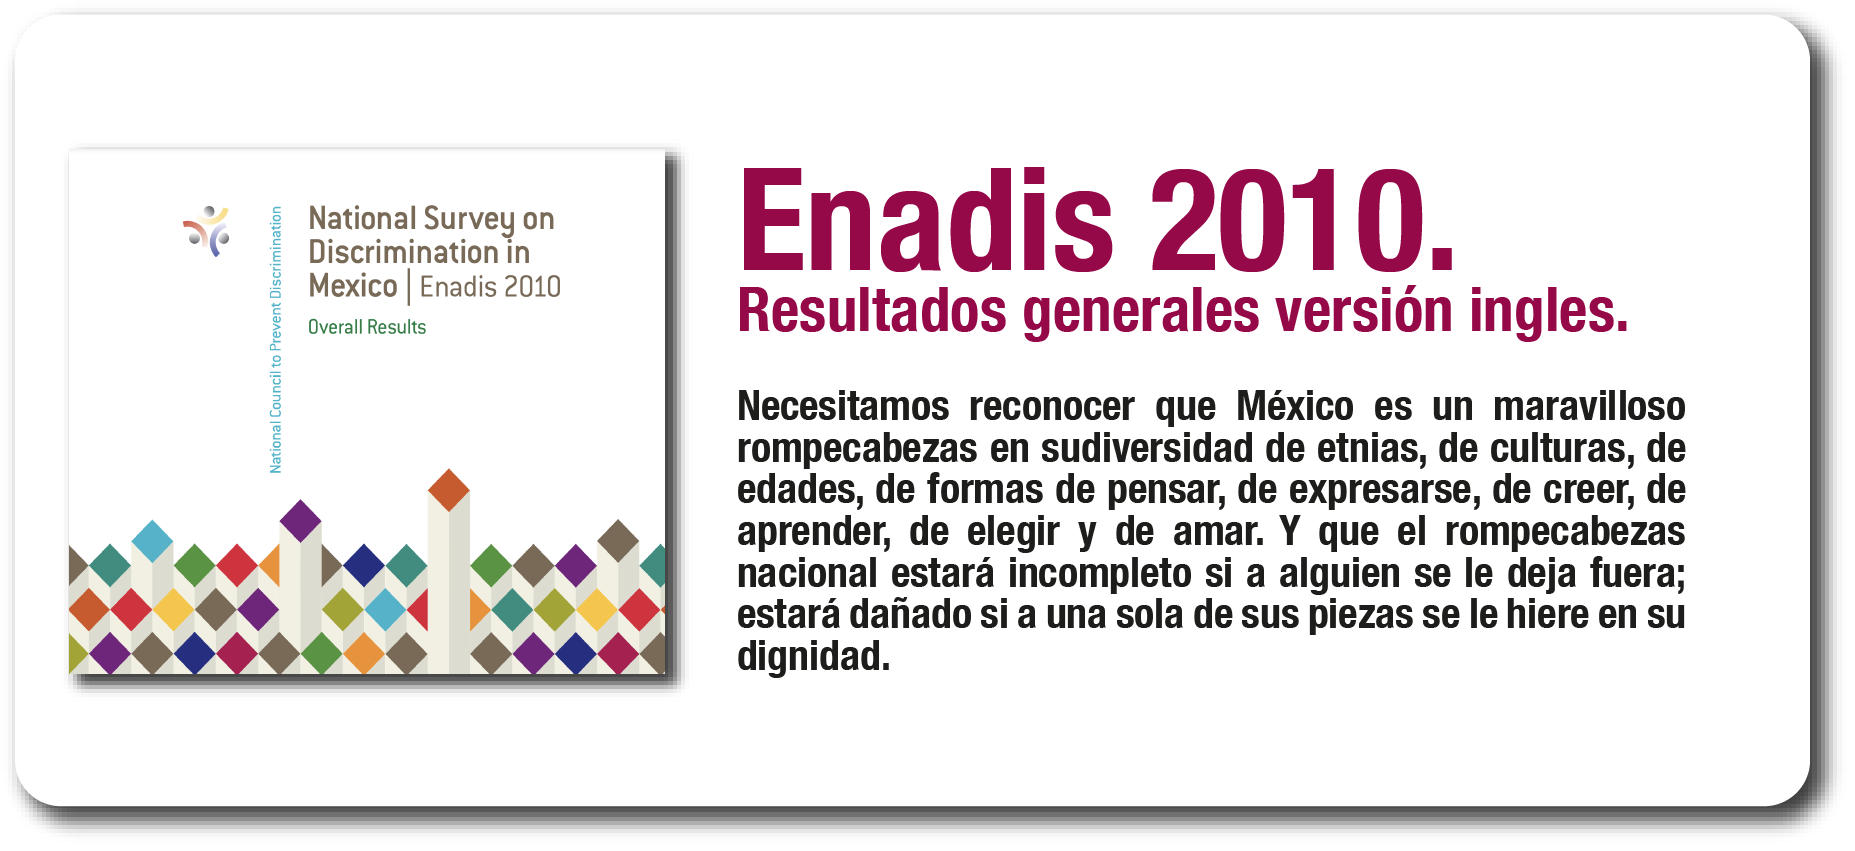 National Council to Prevent Discrimination
National Survey on
Discrimination in
Mexico | Enadis 2010
Overall Results
Enadis 2010.
Resultados generales versión ingles.
Necesitamos reconocer que México es un maravilloso
rompecabezas en sudiversidad de etnias, de culturas, de
edades, de formas de pensar, de expresarse, de creer, de
aprender, de elegir y de amar. Y que el rompecabezas
nacional estará incompleto si a alguien se le deja fuera;
estará dañado si a una sola de sus piezas se le hiere en su
dignidad.